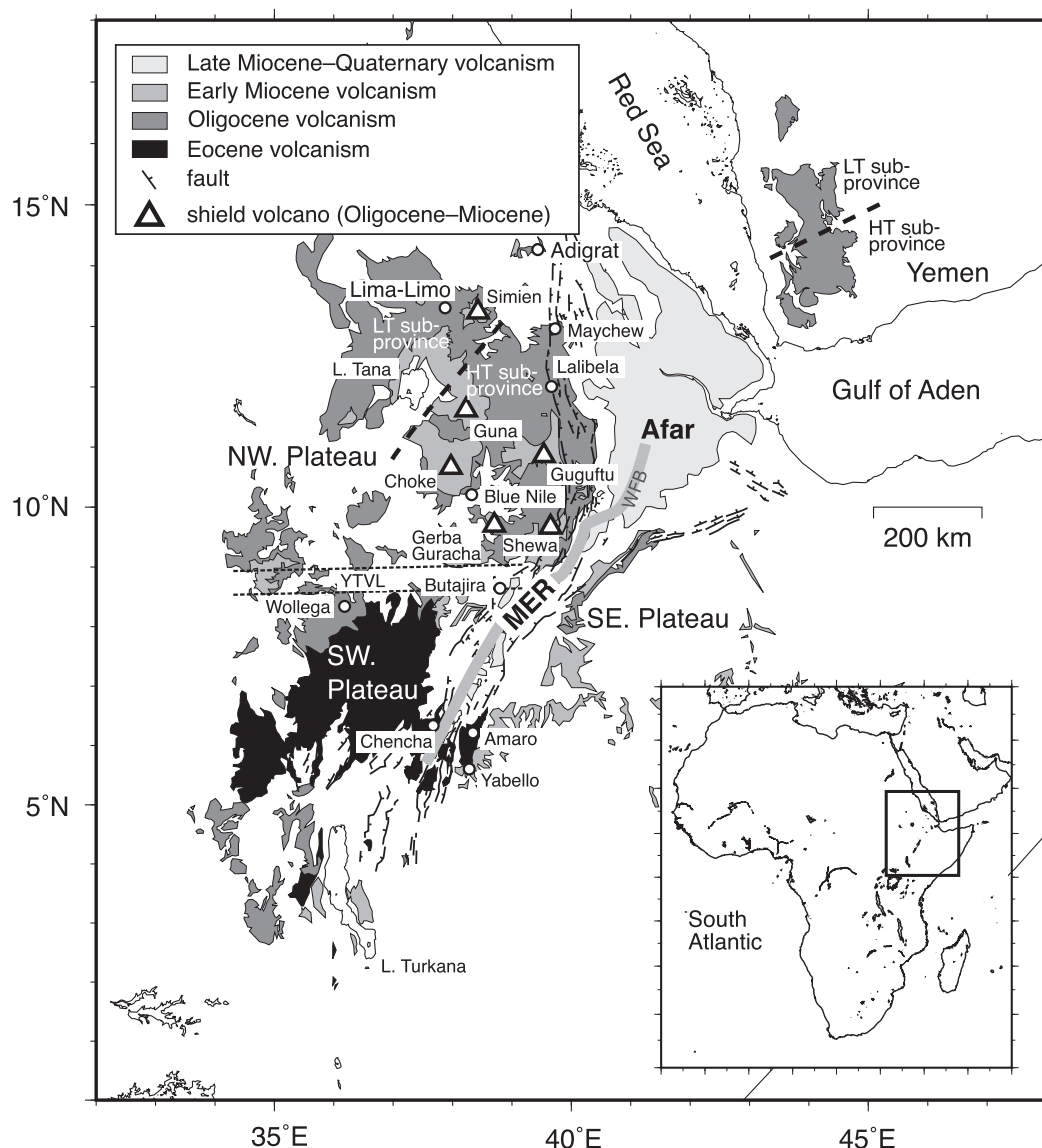 Late Miocene–Quaternary volcanism
Early Miocene volcanism
Oligocene volcanism
Eocene volcanism
fault
shield volcano (Oligocene–Miocene)
Red Sea
LT sub-
province
HT sub-
province
Yemen
15˚N
Adigrat
Lima-Limo
Simien
LT sub-
province
Maychew
L. Tana
HT sub-
province
Lalibela
Gulf of Aden
Guna
Afar
NW. Plateau
Choke
Guguftu
WFB
Blue Nile
10˚N
200 km
Gerba
Guracha
Shewa
YTVL
Butajira
MER
Wollega
SE. Plateau
SW.
Plateau
Chencha
Amaro
Yabello
5˚N
South
Atlantic
L. Turkana
35˚E
40˚E
45˚E